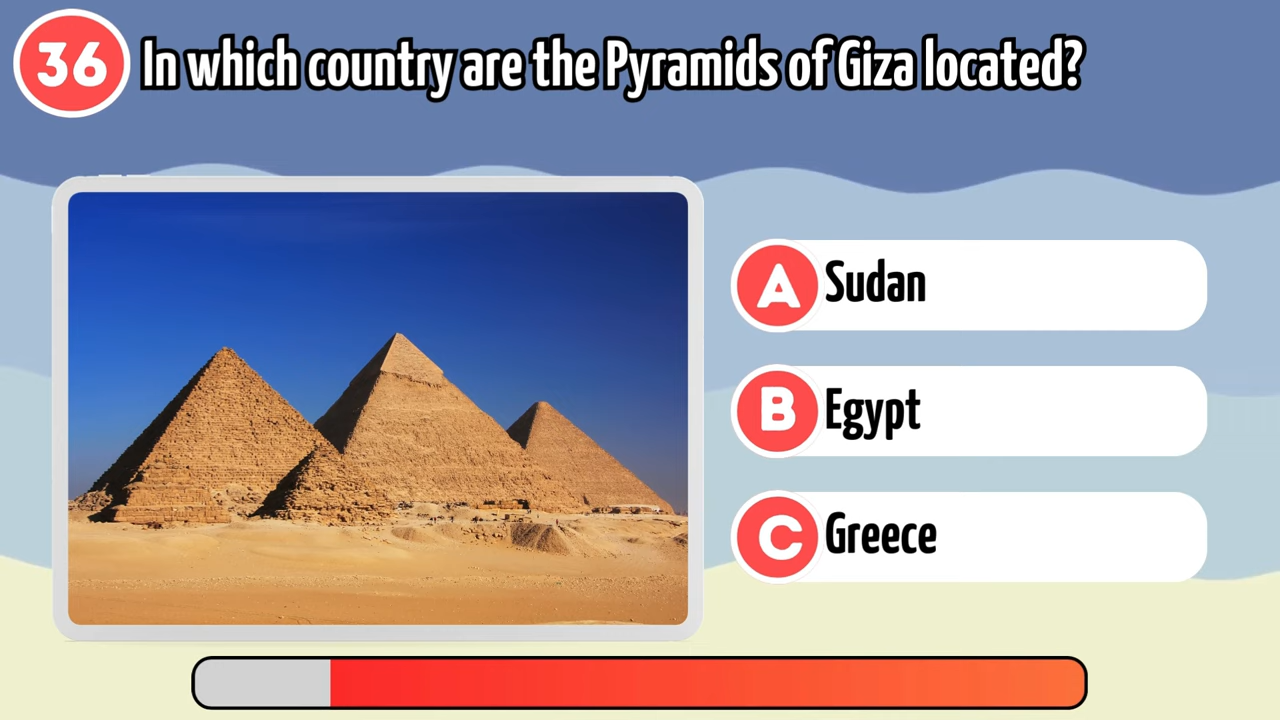 36 In which country are the Pyramids of Giza located?
A Sudan
B Egypt
C Greece